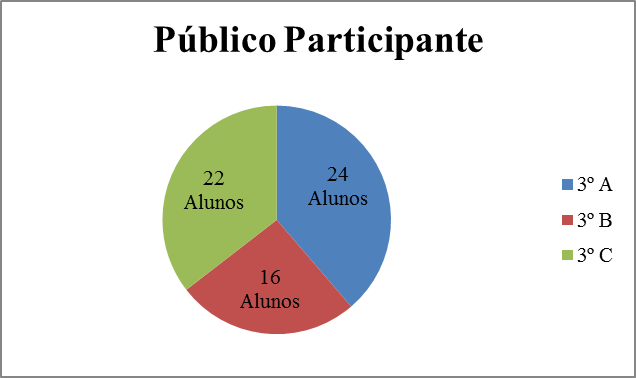 Público Participante
22
Alunos
24
Alunos
16
Alunos
3º A
3º B
3º C